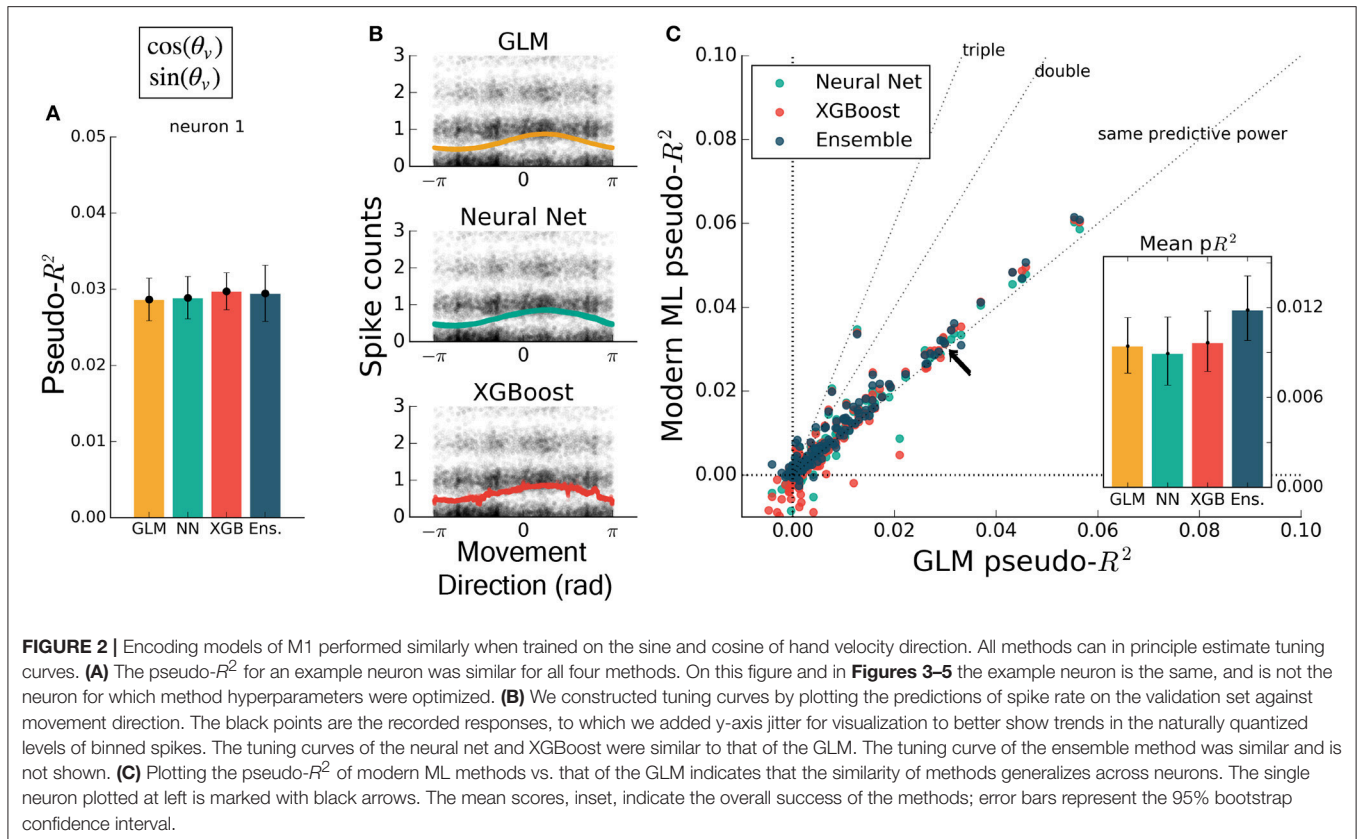 cos(θᵥ)
sin(θᵥ)
A
neuron 1
Pseudo-R²
0.05
0.04
0.03
0.02
0.01
0.00
GLM NN XGB Ens.
B
GLM
3
2
1
0
−π 0 π
Neural Net
3
2
1
0
−π 0 π
XGBoost
3
2
1
0
−π 0 π
Spike counts
Movement
Direction (rad)
C
Modern ML pseudo-R²
0.10
0.08
0.06
0.04
0.02
0.00
triple
double
same predictive power
Neural Net
XGBoost
Ensemble
Mean pR²
0.012
0.006
0.000
GLM NN XGB Ens.
0.00 0.02 0.04 0.06 0.08 0.10
GLM pseudo-R²
FIGURE 2 | Encoding models of M1 performed similarly when trained on the sine and cosine of hand velocity direction. All methods can in principle estimate tuning
curves. (A) The pseudo-R² for an example neuron was similar for all four methods. On this figure and in Figures 3–5 the example neuron is the same, and is not the
neuron for which method hyperparameters were optimized. (B) We constructed tuning curves by plotting the predictions of spike rate on the validation set against
movement direction. The black points are the recorded responses, to which we added y-axis jitter for visualization to better show trends in the naturally quantized
levels of binned spikes. The tuning curves of the neural net and XGBoost were similar to that of the GLM. The tuning curve of the ensemble method was similar and is
not shown. (C) Plotting the pseudo-R² of modern ML methods vs. that of the GLM indicates that the similarity of methods generalizes across neurons. The single
neuron plotted at left is marked with black arrows. The mean scores, inset, indicate the overall success of the methods; error bars represent the 95% bootstrap
confidence interval.